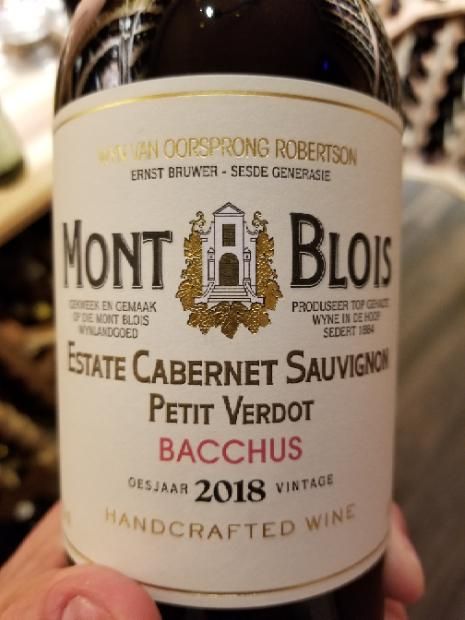 WYN VAN OORSPRONG ROBERTSON
ERNST BRUWER - SESDE GENERASIE
MONT BLOIS
GEKWEEK EN GEMAAK
OP DIE MONT BLOIS
WYNLANDGOED
PRODUSEER TOP GEHALTE
WYNE IN DE HOOP
SEDERT 1884
ESTATE CABERNET SAUVIGNON
PETIT VERDOT
BACCHUS
OESJAAR 2018 VINTAGE
HANDCRAFTED WINE